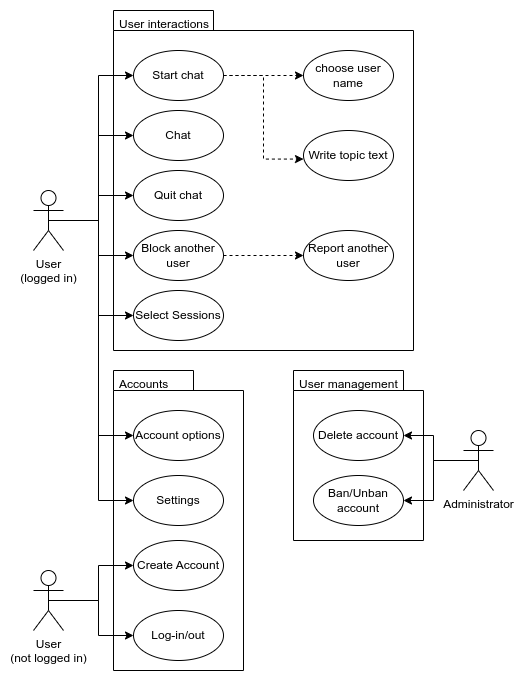 User interactions
Start chat
choose user
name
Chat
Write topic text
Quit chat
User
(logged in)
Block another
user
Report another
user
Select Sessions
Accounts
User management
Account options
Delete account
Settings
Ban/Unban
account
Administrator
Create Account
Log-in/out
User
(not logged in)